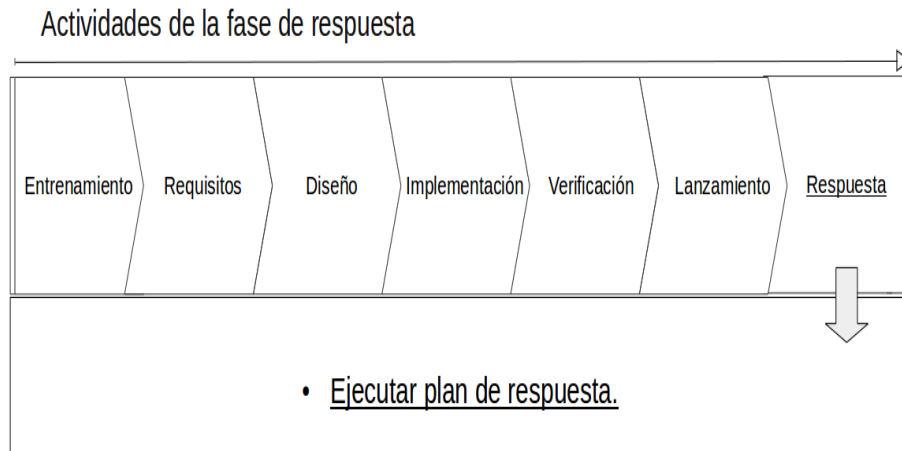 Actividades de la fase de respuesta
Entrenamiento
Requisitos
Diseño
Implementación
Verificación
Lanzamiento
Respuesta
• Ejecutar plan de respuesta.